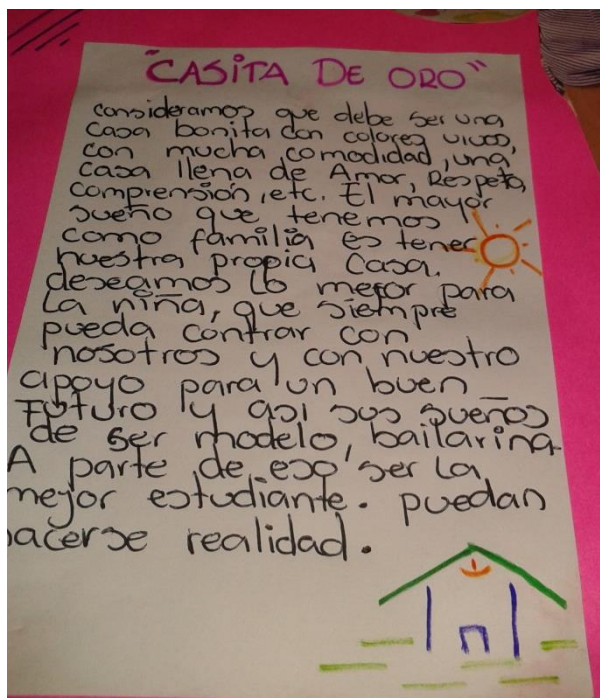 "CASITA DE ORO"
consideramos que debe ser una
casa bonita con colores vivos,
con mucha comodidad, una
casa llena de Amor, Respeto,
comprensión, etc. El mayor
sueño que tenemos
como familia es tener
nuestra propia Casa.
deseamos lo mejor para
La niña, que siempre
pueda contrar con
nosotros y con nuestro
apoyo para un buen
Futuro y asi sus sueños
de ser modelo, bailarina
A parte de eso, ser la
mejor estudiante. puedan
hacerse realidad.